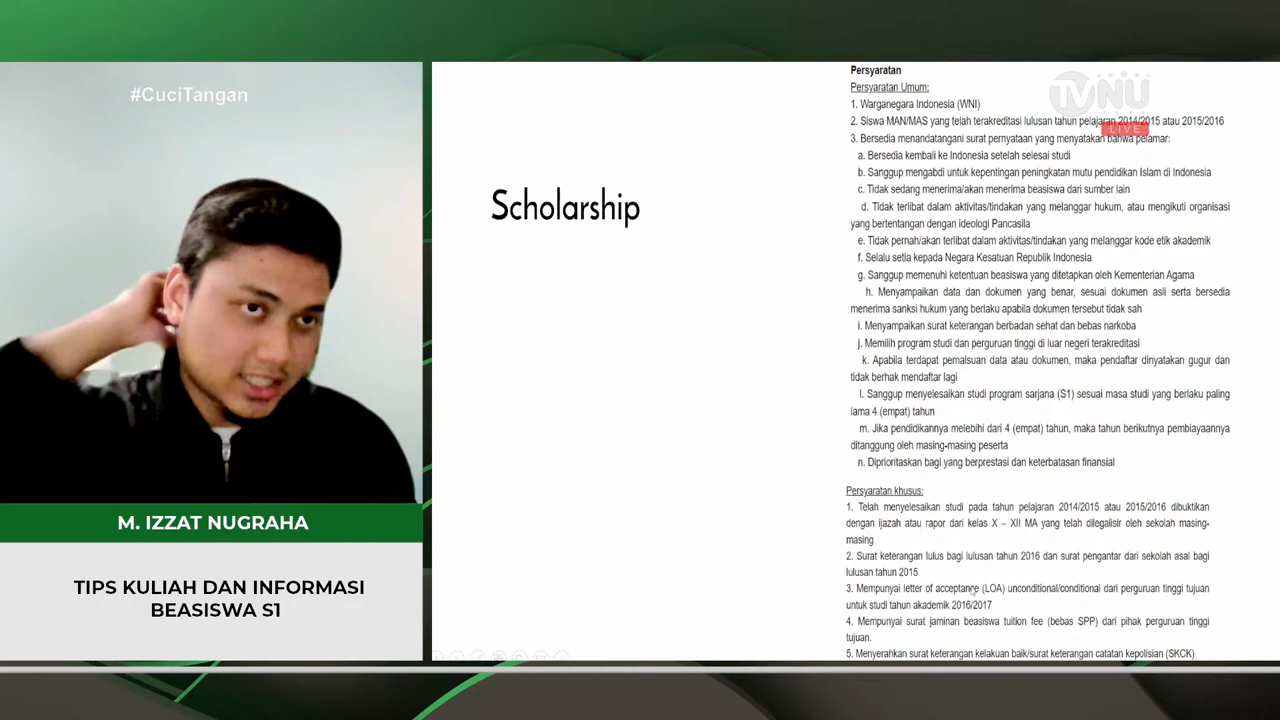 #CuciTangan
M. IZZAT NUGRAHA
TIPS KULIAH DAN INFORMASI
BEASISWA S1
Scholarship
TVNU
LIVE
Persyaratan
Persyaratan Umum:
1. Warganegara Indonesia (WNI)
2. Siswa MAN/MAS yang telah terakreditasi lulusan tahun pelajaran 2014/2015 atau 2015/2016
3. Bersedia menandatangani surat pernyataan yang menyatakan bahwa pelamar:
a. Bersedia kembali ke Indonesia setelah selesai studi
b. Sanggup mengabdi untuk kepentingan peningkatan mutu pendidikan Islam di Indonesia
c. Tidak sedang menerima/akan menerima beasiswa dari sumber lain
d. Tidak terlibat dalam aktivitas/tindakan yang melanggar hukum, atau mengikuti organisasi
yang bertentangan dengan ideologi Pancasila
e. Tidak pernah/akan terlibat dalam aktivitas/tindakan yang melanggar kode etik akademik
f. Selalu setia kepada Negara Kesatuan Republik Indonesia
g. Sanggup memenuhi ketentuan beasiswa yang ditetapkan oleh Kementerian Agama
h. Menyampaikan data dan dokumen yang benar, sesuai dokumen asli serta bersedia
menerima sanksi hukum yang berlaku apabila dokumen tersebut tidak sah
i. Menyampaikan surat keterangan berbadan sehat dan bebas narkoba
j. Memilih program studi dan perguruan tinggi di luar negeri terakreditasi
k. Apabila terdapat pemalsuan data atau dokumen, maka pendaftar dinyatakan gugur dan
tidak berhak mendaftar lagi
l. Sanggup menyelesaikan studi program sarjana (S1) sesuai masa studi yang berlaku paling
lama 4 (empat) tahun
m. Jika pendidikannya melebihi dari 4 (empat) tahun, maka tahun berikutnya pembiayaannya
ditanggung oleh masing-masing peserta
n. Diprioritaskan bagi yang berprestasi dan keterbatasan finansial
Persyaratan khusus:
1. Telah menyelesaikan studi pada tahun pelajaran 2014/2015 atau 2015/2016 dibuktikan
dengan ijazah atau rapor dari kelas X – XII MA yang telah dilegalisir oleh sekolah masing-
masing
2. Surat keterangan lulus bagi lulusan tahun 2016 dan surat pengantar dari sekolah asal bagi
lulusan tahun 2015
3. Mempunyai letter of acceptance (LOA) unconditional/conditional dari perguruan tinggi tujuan
untuk studi tahun akademik 2016/2017
4. Mempunyai surat jaminan beasiswa tuition fee (bebas SPP) dari pihak perguruan tinggi
tujuan.
5. Menyerahkan surat keterangan kelakuan baik/surat keterangan catatan kepolisian (SKCK)